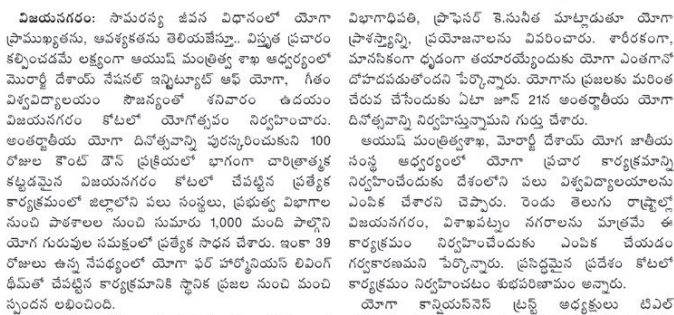 విజయనగరం: సామరస్య జీవన విధానంలో యోగా
ప్రాముఖ్యతను, ఆవశ్యకతను తెలియజేస్తూ.. విస్తృత ప్రచారం
కల్పించడమే లక్ష్యంగా ఆయుష్ మంత్రిత్వ శాఖ ఆధ్వర్యంలో
మొరార్జీ దేశాయ్ నేషనల్ ఇన్స్టిట్యూట్ ఆఫ్ యోగా, గీతం
విశ్వవిద్యాలయం సౌజన్యంతో శనివారం ఉదయం
విజయనగరం కోటలో యోగోత్సవం నిర్వహించారు.
అంతర్జాతీయ యోగా దినోత్సవాన్ని పురస్కరించుకుని 100
రోజుల కౌంట్ డౌన్ ప్రక్రియలో భాగంగా చారిత్రాత్మక
కట్టడమైన విజయనగరం కోటలో చేపట్టిన ప్రత్యేక
కార్యక్రమంలో జిల్లాలోని పలు సంస్థలు, ప్రభుత్వ విభాగాల
నుంచి పాఠశాలల నుంచి సుమారు 1,000 మంది పాల్గొని
యోగ గురువుల సమక్షంలో ప్రత్యేక సాధన చేశారు. ఇంకా 39
రోజులు ఉన్న నేపథ్యంలో యోగా ఫర్ హార్మోనియస్ లివింగ్
థీమ్‌తో చేపట్టిన కార్యక్రమానికి స్థానిక ప్రజల నుంచి మంచి
స్పందన లభించింది.
విభాగాధిపతి, ప్రొఫెసర్ కె.సునీత మాట్లాడుతూ యోగా
ప్రాశస్త్యాన్ని, ప్రయోజనాలను వివరించారు. శారీరకంగా,
మానసికంగా ధృడంగా తయారయ్యేందుకు యోగా ఎంతగానో
దోహదపడుతోందని పేర్కొన్నారు. యోగాను ప్రజలకు మరింత
చేరువ చేసేందుకు ఏటా జూన్ 21న అంతర్జాతీయ యోగా
దినోత్సవాన్ని నిర్వహిస్తున్నామని గుర్తు చేశారు.
ఆయుష్ మంత్రిత్వశాఖ, మోరార్జీ దేశాయ్ యోగ జాతీయ
సంస్థ ఆధ్వర్యంలో యోగా ప్రచార కార్యక్రమాన్ని
నిర్వహించేందుకు దేశంలోని పలు విశ్వవిద్యాలయాలను
ఎంపిక చేశారని చెప్పారు. రెండు తెలుగు రాష్ట్రాల్లో
విజయనగరం, విశాఖపట్నం నగరాలను మాత్రమే ఈ
కార్యక్రమం నిర్వహించేందుకు ఎంపిక చేయడం
గర్వకారణమని పేర్కొన్నారు. ప్రసిద్ధమైన ప్రదేశం కోటలో
కార్యక్రమం నిర్వహించటం శుభపరిణామం అన్నారు.
యోగా కాన్షియస్‌నెస్ ట్రస్ట్ అధ్యక్షులు టిఎల్